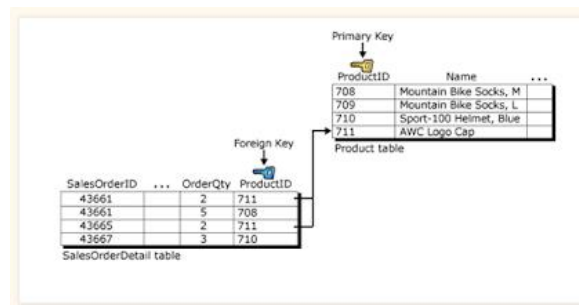 Primary Key
ProductID Name ...
708 Mountain Bike Socks, M
709 Mountain Bike Socks, L
710 Sport-100 Helmet, Blue
711 AWC Logo Cap
Product table
Foreign Key
SalesOrderID ... OrderQty ProductID
43661 2 711
43661 5 708
43665 2 711
43667 3 710
SalesOrderDetail table